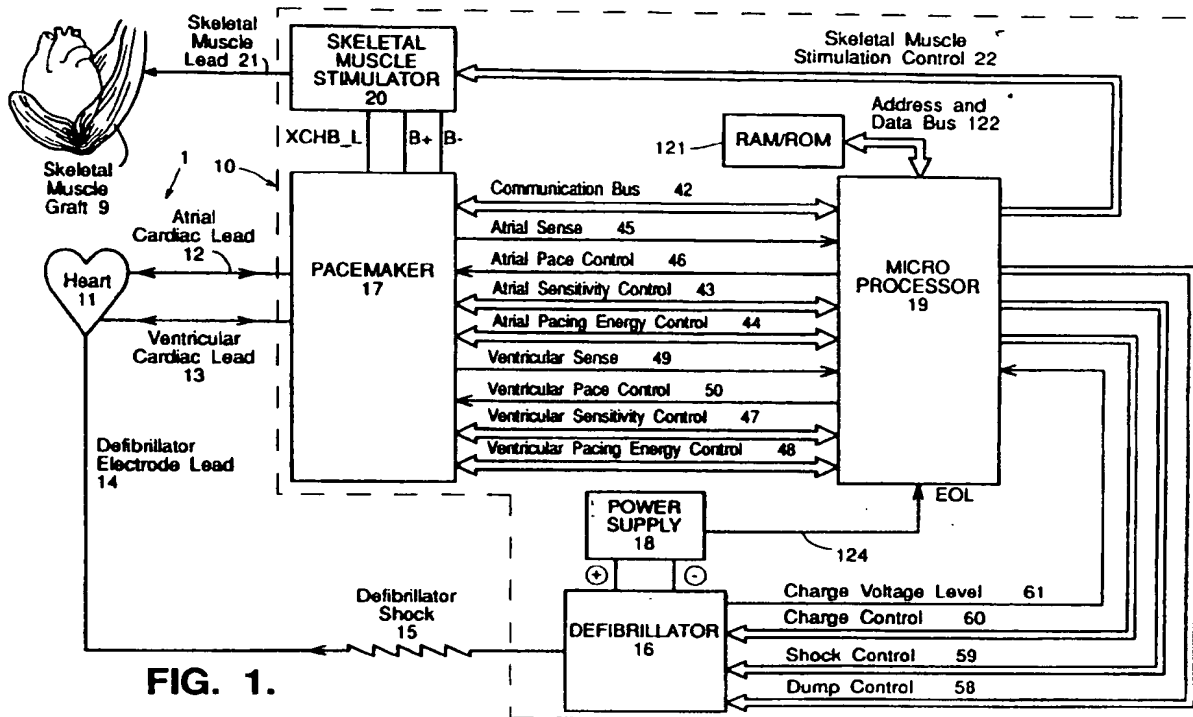 Skeletal
Muscle
Lead 21
SKELETAL
MUSCLE
STIMULATOR
20
Skeletal Muscle
Stimulation Control 22
Address and
Data Bus 122
121
RAM/ROM
XCHB_L
B+
B-
Skeletal
Muscle
Graft 9
1
10
Atrial
Cardiac Lead
12
Heart
11
Ventricular
Cardiac Lead
13
PACEMAKER
17
Communication Bus 42
Atrial Sense 45
Atrial Pace Control 46
Atrial Sensitivity Control 43
Atrial Pacing Energy Control 44
Ventricular Sense 49
Ventricular Pace Control 50
Ventricular Sensitivity Control 47
Ventricular Pacing Energy Control 48
MICRO
PROCESSOR
19
EOL
Defibrillator
Electrode Lead
14
POWER
SUPPLY
18
124
+
-
Defibrillator
Shock
15
DEFIBRILLATOR
16
Charge Voltage Level 61
Charge Control 60
Shock Control 59
Dump Control 58
FIG. 1.